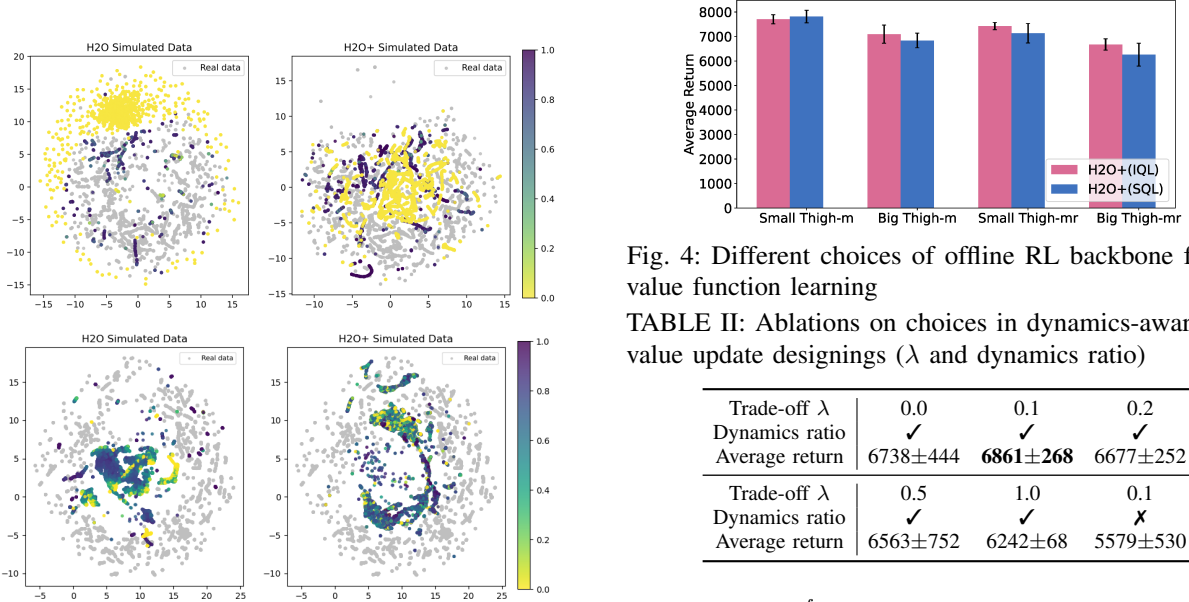 H2O Simulated Data
Real data
20
15
10
5
0
−5
−10
−15
−15 −10 −5 0 5 10 15
H2O+ Simulated Data
Real data
15
10
5
0
−5
−10
−10 −5 0 5 10 15
1.0
0.8
0.6
0.4
0.2
0.0
H2O Simulated Data
Real data
15
10
5
0
−5
−10
−5 0 5 10 15 20 25
H2O+ Simulated Data
Real data
15
10
5
0
−5
−10
0 5 10 15 20 25
1.0
0.8
0.6
0.4
0.2
0.0
Average Return
8000
7000
6000
5000
4000
3000
2000
1000
0
H2O+(IQL)
H2O+(SQL)
Small Thigh-m Big Thigh-m Small Thigh-mr Big Thigh-mr
Fig. 4: Different choices of offline RL backbone f
value function learning
TABLE II: Ablations on choices in dynamics-awar
value update designings (λ and dynamics ratio)
Trade-off λ 0.0 0.1 0.2
Dynamics ratio ✓ ✓ ✓
Average return 6738±444 6861±268 6677±252
Trade-off λ 0.5 1.0 0.1
Dynamics ratio ✓ ✓ ✗
Average return 6563±752 6242±68 5579±530